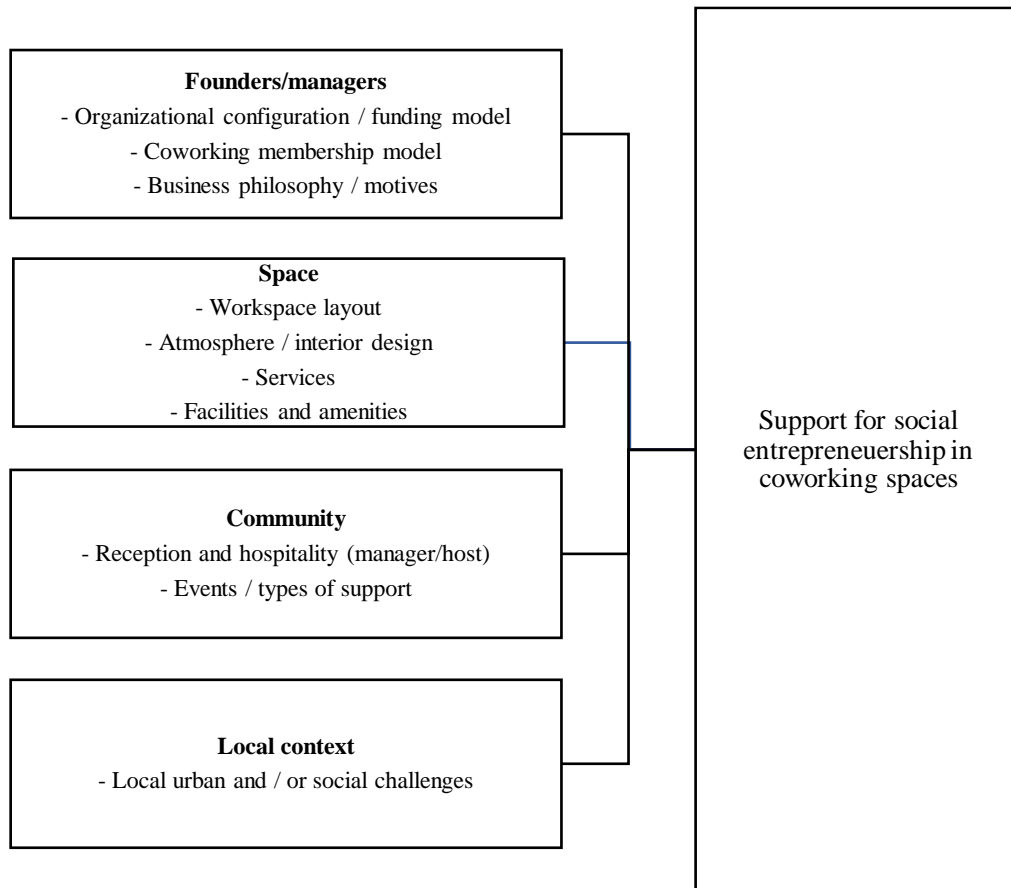 Founders/managers
- Organizational configuration / funding model
- Coworking membership model
- Business philosophy / motives
Space
- Workspace layout
- Atmosphere / interior design
- Services
- Facilities and amenities
Community
- Reception and hospitality (manager/host)
- Events / types of support
Local context
- Local urban and / or social challenges
Support for social
entrepreneuership in
coworking spaces